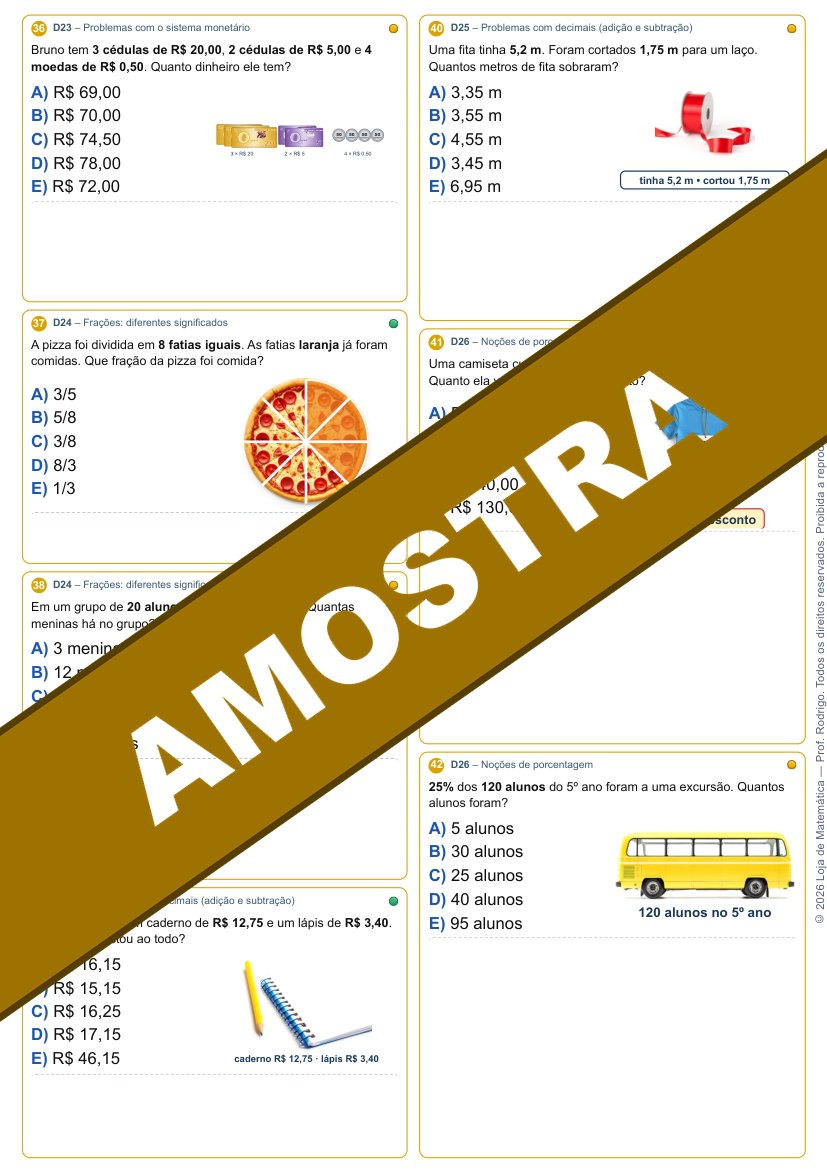 36 D23 – Problemas com o sistema monetário
Bruno tem 3 cédulas de R$ 20,00, 2 cédulas de R$ 5,00 e 4
moedas de R$ 0,50. Quanto dinheiro ele tem?
A) R$ 69,00
B) R$ 70,00
C) R$ 74,50
D) R$ 78,00
E) R$ 72,00
50 50 50 50
3 × R$ 20 2 × R$ 5 4 × R$ 0,50
37 D24 – Frações: diferentes significados
A pizza foi dividida em 8 fatias iguais. As fatias laranja já foram
comidas. Que fração da pizza foi comida?
A) 3/5
B) 5/8
C) 3/8
D) 8/3
E) 1/3
38 D24 – Frações: diferentes
Em um grupo de 20 Quantas
meninas há no grupo?
A) 3
B) 12
adição e subtração)
caderno de R$ 12,75 e um lápis de R$ 3,40.
ao todo?
16,15
R$ 15,15
C) R$ 16,25
D) R$ 17,15
E) R$ 46,15
caderno R$ 12,75 · lápis R$ 3,40
40 D25 – Problemas com decimais (adição e subtração)
Uma fita tinha 5,2 m. Foram cortados 1,75 m para um laço.
Quantos metros de fita sobraram?
A) 3,35 m
B) 3,55 m
C) 4,55 m
D) 3,45 m
E) 6,95 m
tinha 5,2 m • cortou 1,75 m
41 D26 – Noções de
Uma camiseta
Quanto ela
A)
R$ 130,
42 D26 – Noções de porcentagem
25% dos 120 alunos do 5º ano foram a uma excursão. Quantos
alunos foram?
A) 5 alunos
B) 30 alunos
C) 25 alunos
D) 40 alunos
E) 95 alunos
120 alunos no 5º ano
AMOSTRA
© 2026 Loja de Matemática — Prof. Rodrigo. Todos os direitos reservados. Proibida a